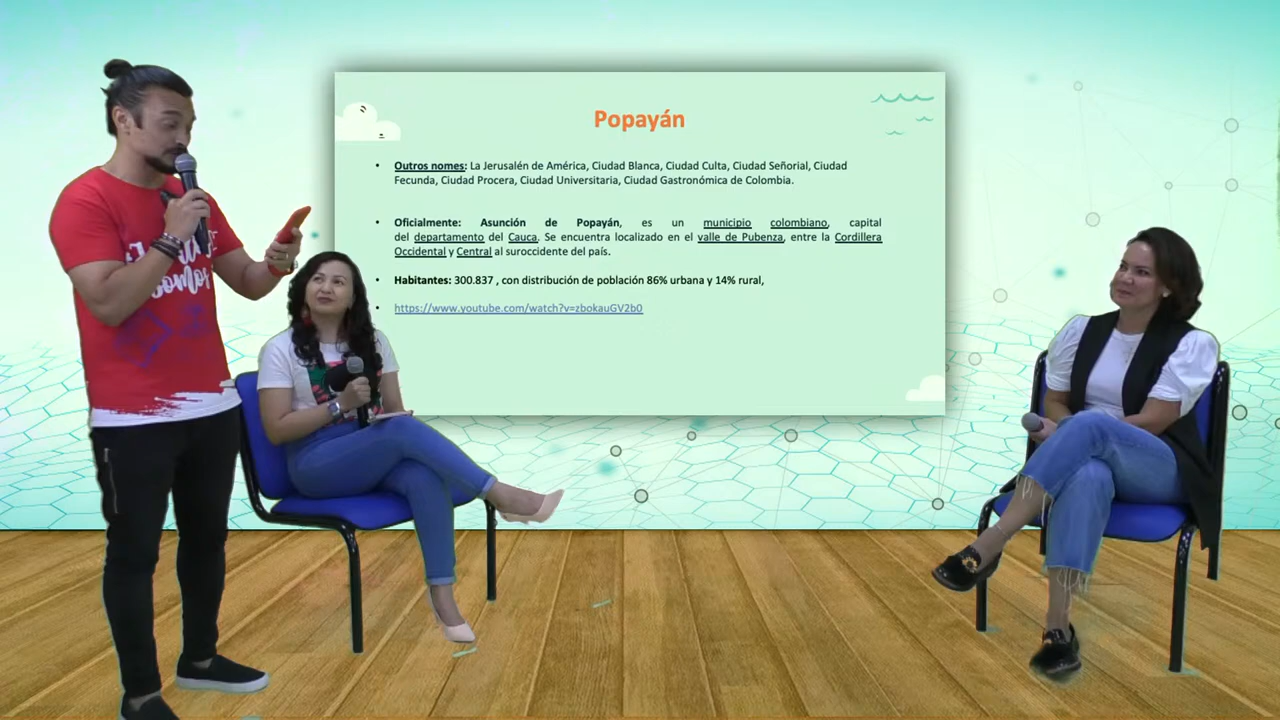 Popayán
• Outros nomes: La Jerusalén de América, Ciudad Blanca, Ciudad Culta, Ciudad Señorial, Ciudad
Fecunda, Ciudad Procera, Ciudad Universitaria, Ciudad Gastronómica de Colombia.
• Oficialmente: Asunción de Popayán, es un municipio colombiano, capital
del departamento del Cauca. Se encuentra localizado en el valle de Pubenza, entre la Cordillera
Occidental y Central al suroccidente del país.
• Habitantes: 300.837 , con distribución de población 86% urbana y 14% rural,
• https://www.youtube.com/watch?v=zbokauGV2b0
somos